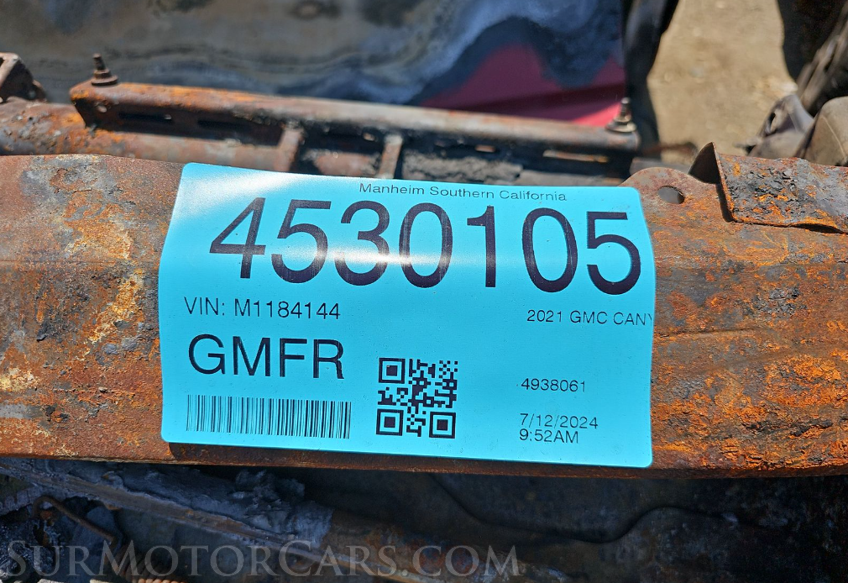 Manheim Southern California
4530105
VIN: M1184144
2021 GMC CANY
GMFR
4938061
7/12/2024
9:52AM
SURMOTORCARS.COM